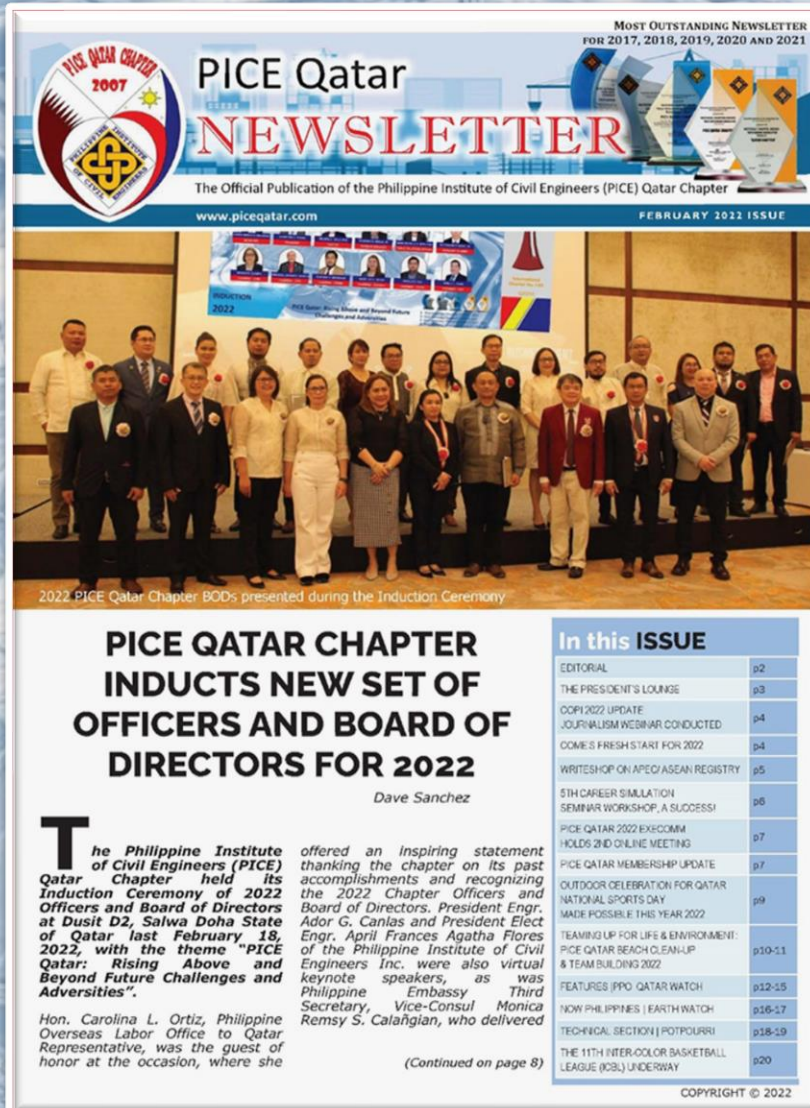 MOST OUTSTANDING NEWSLETTER
FOR 2017, 2018, 2019, 2020 AND 2021
PICE QATAR CHAPTER
2007
PHILIPPINE INSTITUTE OF CIVIL ENGINEERS
PICE Qatar
NEWSLETTER
The Official Publication of the Philippine Institute of Civil Engineers (PICE) Qatar Chapter
www.piceqatar.com
FEBRUARY 2022 ISSUE
INDUCTION
2022
PICE Qatar: Rising Above and Beyond Future
Challenges and Adversities
2022 PICE Qatar Chapter BODs presented during the Induction Ceremony
PICE QATAR CHAPTER
INDUCTS NEW SET OF
OFFICERS AND BOARD OF
DIRECTORS FOR 2022
Dave Sanchez
The Philippine Institute
of Civil Engineers (PICE)
Qatar Chapter held its
Induction Ceremony of 2022
Officers and Board of Directors
at Dusit D2, Salwa Doha State
of Qatar last February 18,
2022, with the theme "PICE
Qatar: Rising Above and
Beyond Future Challenges and
Adversities".
Hon. Carolina L. Ortiz, Philippine
Overseas Labor Office to Qatar
Representative, was the guest of
honor at the occasion, where she
offered an inspiring statement
thanking the chapter on its past
accomplishments and recognizing
the 2022 Chapter Officers and
Board of Directors. President Engr.
Ador G. Canlas and President Elect
Engr. April Frances Agatha Flores
of the Philippine Institute of Civil
Engineers Inc. were also virtual
keynote speakers, as was
Philippine Embassy Third
Secretary, Vice-Consul Monica
Remsy S. Calañgian, who delivered
(Continued on page 8)
In this ISSUE
EDITORIAL p2
THE PRESIDENT'S LOUNGE p3
COPI 2022 UPDATE
JOURNALISM WEBINAR CONDUCTED p4
COME'S FRESH START FOR 2022 p4
WRITESHOP ON APEC/ ASEAN REGISTRY p5
5TH CAREER SIMULATION
SEMINAR WORKSHOP, A SUCCESS! p6
PICE QATAR 2022 EXECOMM
HOLDS 2ND ONLINE MEETING p7
PICE QATAR MEMBERSHIP UPDATE p7
OUTDOOR CELEBRATION FOR QATAR
NATIONAL SPORTS DAY
MADE POSSIBLE THIS YEAR 2022 p9
TEAMING UP FOR LIFE & ENVIRONMENT:
PICE QATAR BEACH CLEAN-UP
& TEAM BUILDING 2022 p10-11
FEATURES |PPO QATAR WATCH p12-15
NOW PHILIPPINES | EARTH WATCH p16-17
TECHNICAL SECTION | POTPOURRI p18-19
THE 11TH INTER-COLOR BASKETBALL
LEAGUE (ICBL) UNDERWAY p20
COPYRIGHT © 2022